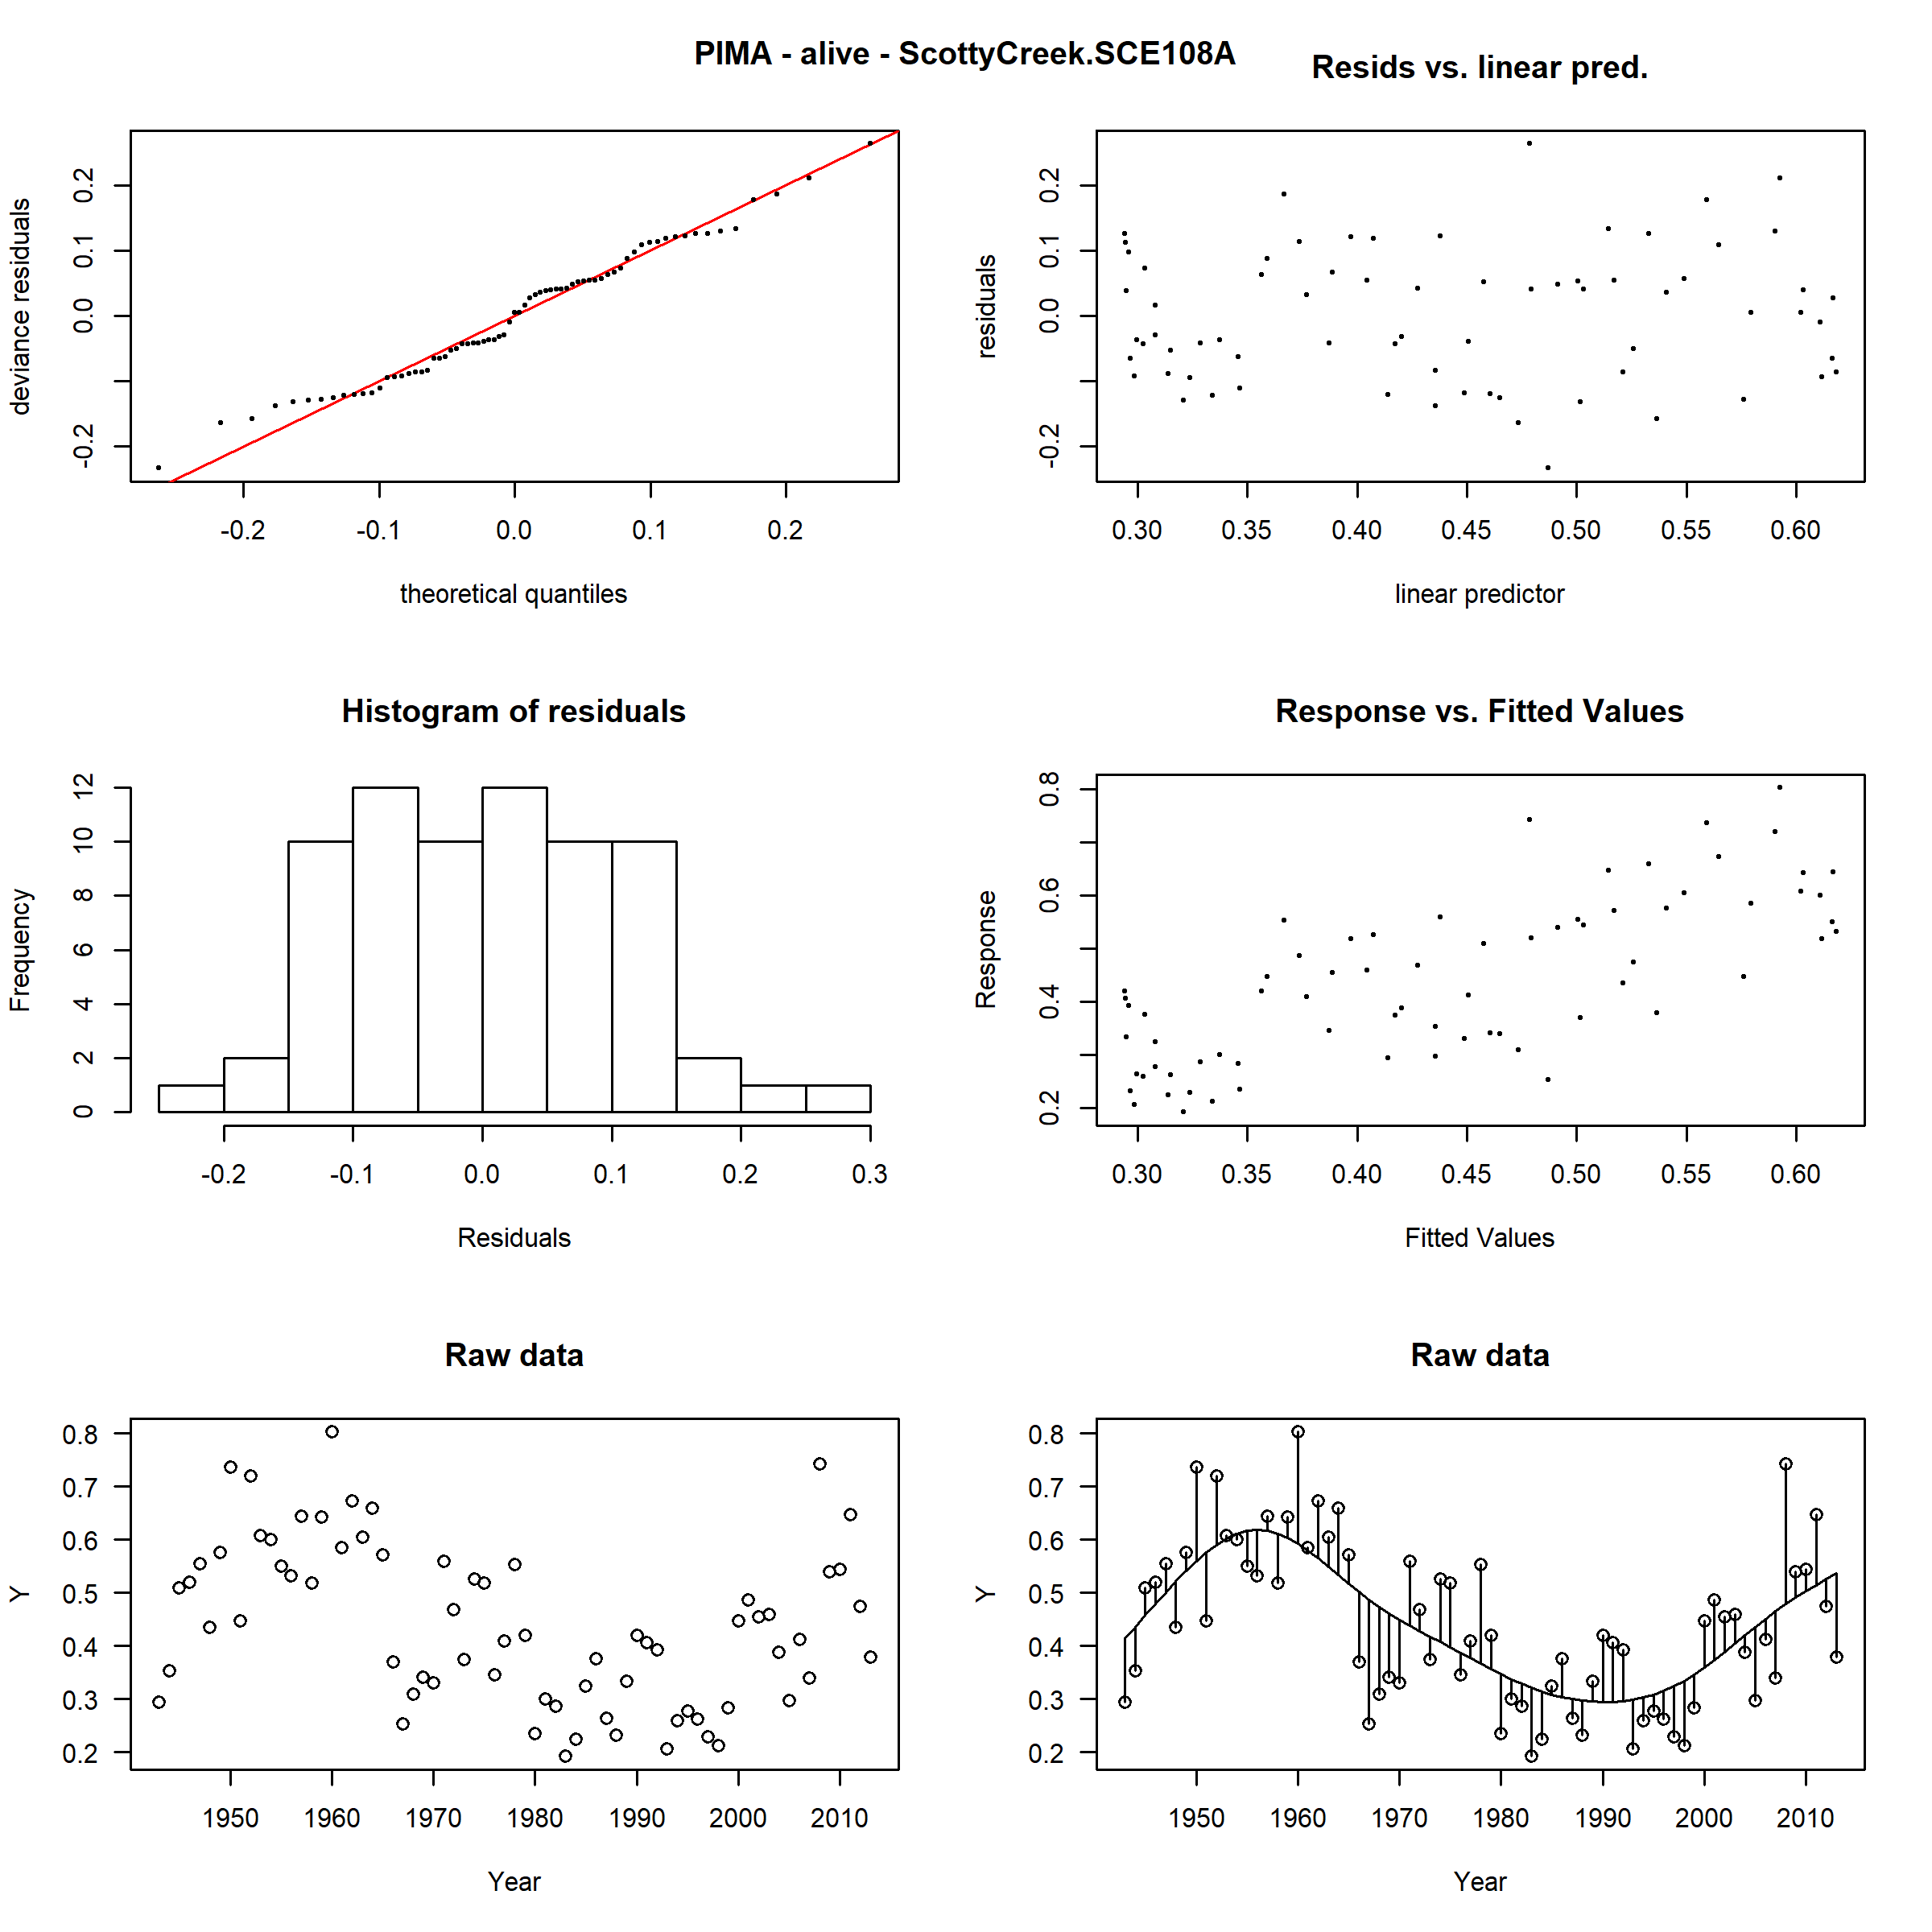 PIMA - alive - ScottyCreek.SCE108A
Resids vs. linear pred.
deviance residuals
-0.2 0.0 0.1 0.2
-0.2 -0.1 0.0 0.1 0.2
theoretical quantiles
residuals
-0.2 0.0 0.1 0.2
0.30 0.35 0.40 0.45 0.50 0.55 0.60
linear predictor
Histogram of residuals
Frequency
0 2 4 6 8 10 12
-0.2 -0.1 0.0 0.1 0.2 0.3
Residuals
Response vs. Fitted Values
Response
0.2 0.4 0.6 0.8
0.30 0.35 0.40 0.45 0.50 0.55 0.60
Fitted Values
Raw data
Y
0.8
0.7
0.6
0.5
0.4
0.3
0.2
1950 1960 1970 1980 1990 2000 2010
Year
Raw data
Y
0.8
0.7
0.6
0.5
0.4
0.3
0.2
1950 1960 1970 1980 1990 2000 2010
Year